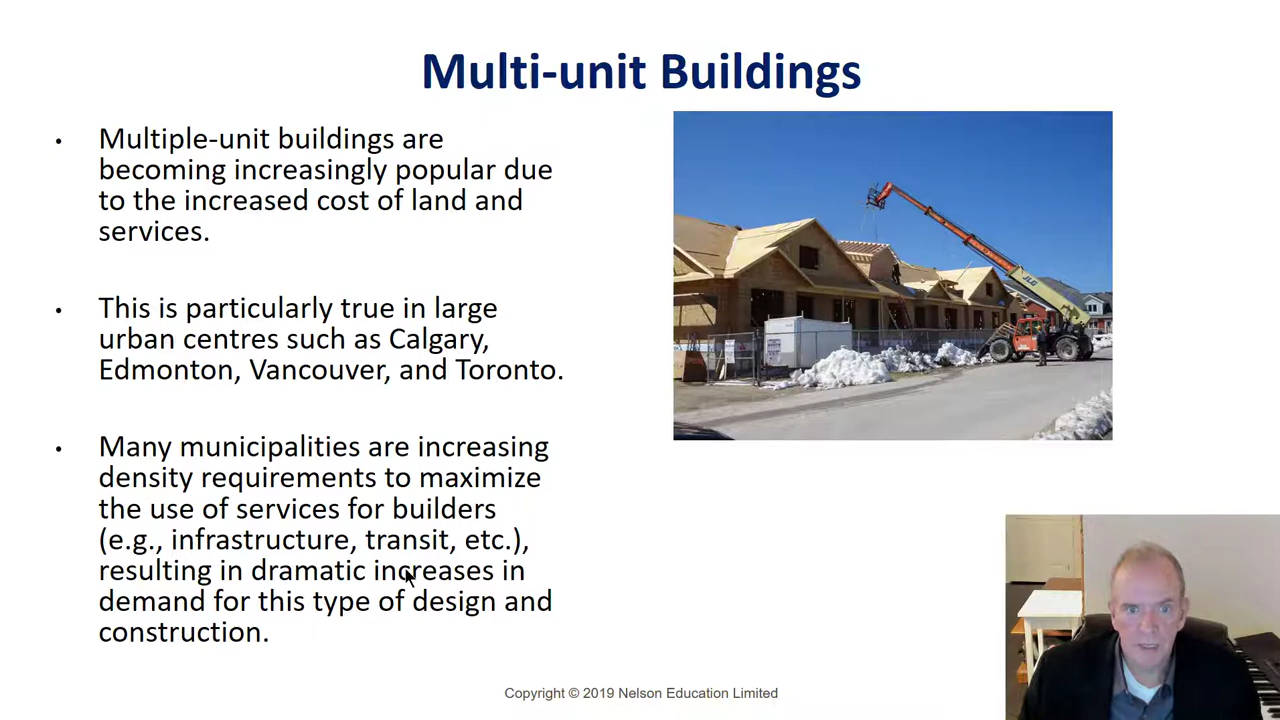 Multi-unit Buildings
• Multiple-unit buildings are
becoming increasingly popular due
to the increased cost of land and
services.
• This is particularly true in large
urban centres such as Calgary,
Edmonton, Vancouver, and Toronto.
• Many municipalities are increasing
density requirements to maximize
the use of services for builders
(e.g., infrastructure, transit, etc.),
resulting in dramatic increases in
demand for this type of design and
construction.
JLG
Copyright © 2019 Nelson Education Limited